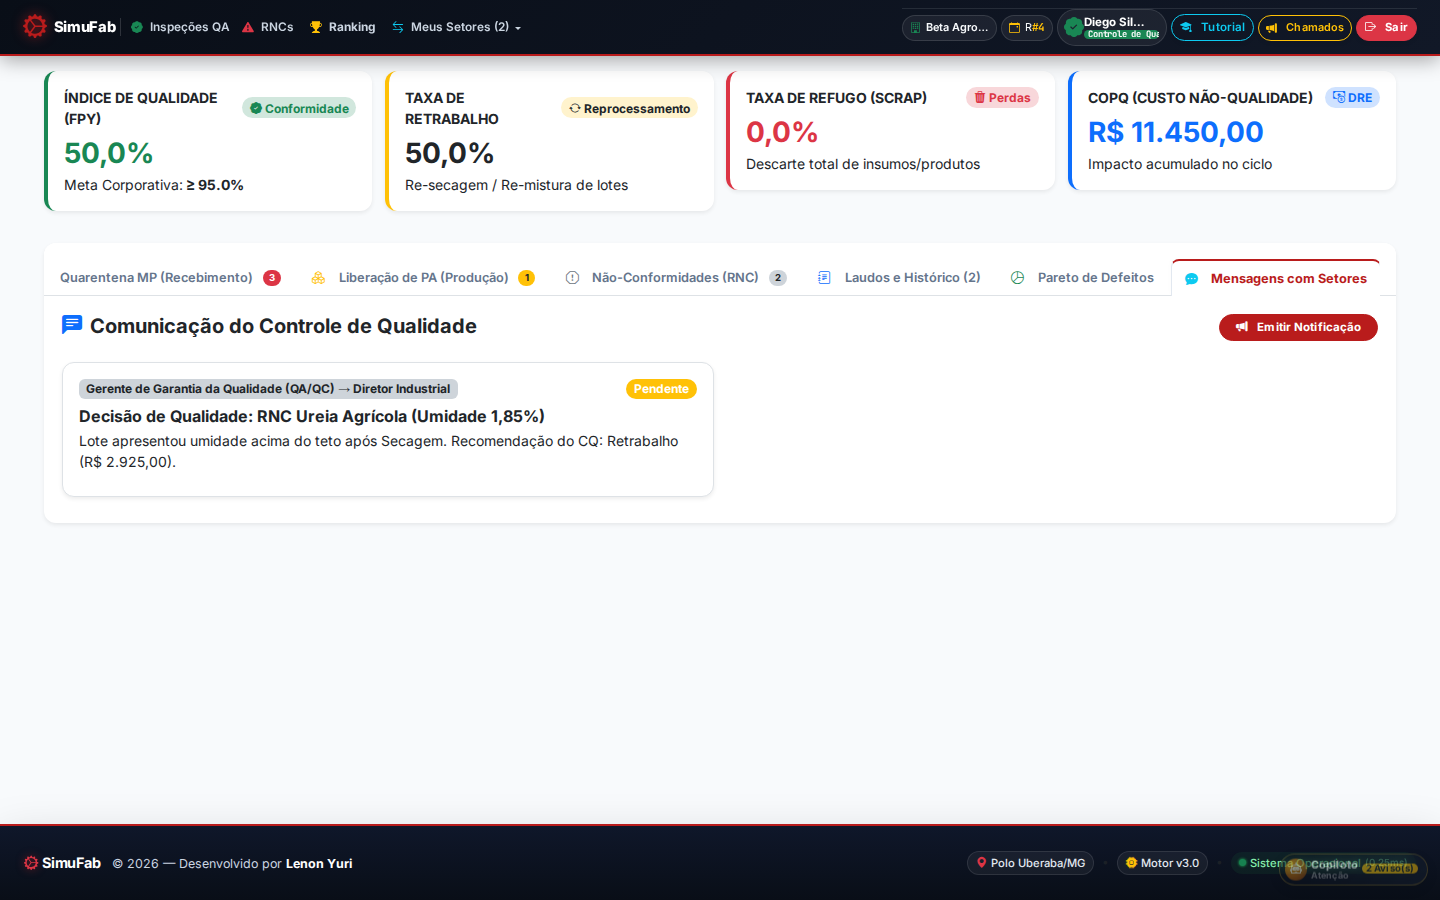 SimuFab
Inspeções QA
RNCs
Ranking
Meus Setores (2)
Beta Agro...
R#4
Diego Sil...
Controle de Qua
Tutorial
Chamados
Sair
ÍNDICE DE QUALIDADE (FPY)
Conformidade
50,0%
Meta Corporativa: ≥ 95.0%
TAXA DE RETRABALHO
Reprocessamento
50,0%
Re-secagem / Re-mistura de lotes
TAXA DE REFUGO (SCRAP)
Perdas
0,0%
Descarte total de insumos/produtos
COPQ (CUSTO NÃO-QUALIDADE)
DRE
R$ 11.450,00
Impacto acumulado no ciclo
Quarentena MP (Recebimento) 3
Liberação de PA (Produção) 1
Não-Conformidades (RNC) 2
Laudos e Histórico (2)
Pareto de Defeitos
Mensagens com Setores
Comunicação do Controle de Qualidade
Emitir Notificação
Gerente de Garantia da Qualidade (QA/QC) → Diretor Industrial
Pendente
Decisão de Qualidade: RNC Ureia Agrícola (Umidade 1,85%)
Lote apresentou umidade acima do teto após Secagem. Recomendação do CQ: Retrabalho
(R$ 2.925,00).
SimuFab
© 2026 — Desenvolvido por Lenon Yuri
Polo Uberaba/MG
Motor v3.0
Copiloto
Atenção
2 Aviso(s)